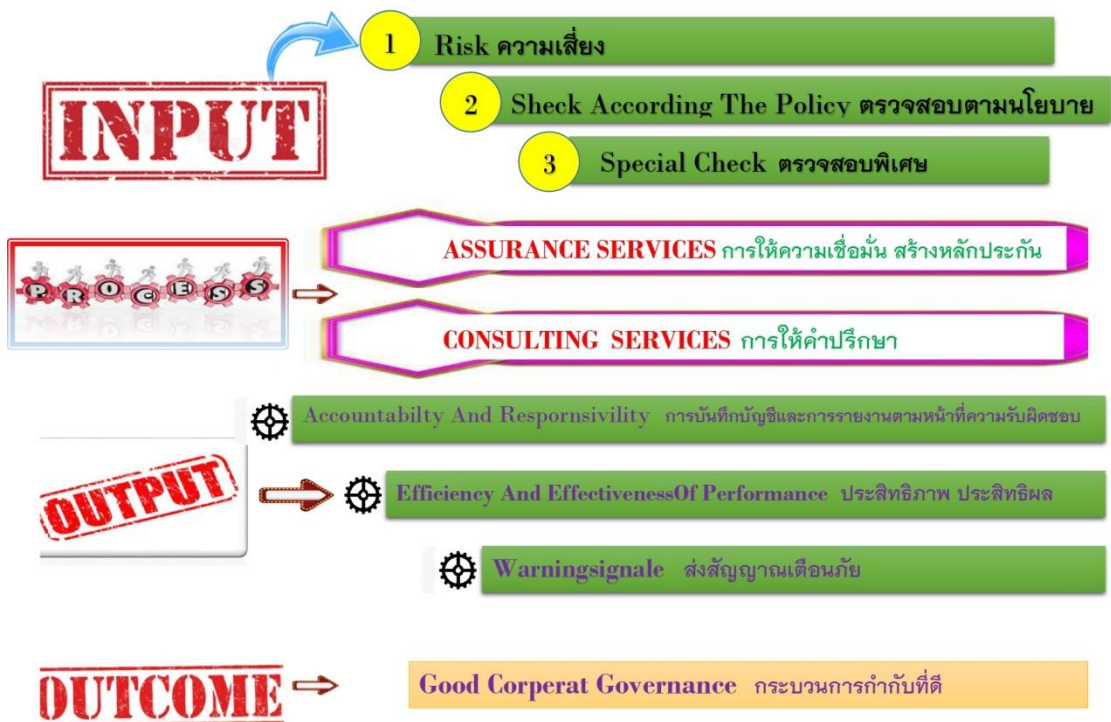 INPUT
1 Risk ความเสี่ยง
2 Sheck According The Policy ตรวจสอบตามนโยบาย
3 Special Check ตรวจสอบพิเศษ
PROCESS
ASSURANCE SERVICES การให้ความเชื่อมั่น สร้างหลักประกัน
CONSULTING SERVICES การให้คำปรึกษา
OUTPUT
Accountabilty And Respornsivility การบันทึกบัญชีและการรายงานตามหน้าที่ความรับผิดชอบ
Efficiency And EffectivenessOf Performance ประสิทธิภาพ ประสิทธิผล
Warningsignale ส่งสัญญาณเตือนภัย
OUTCOME
Good Corperat Governance กระบวนการกำกับที่ดี